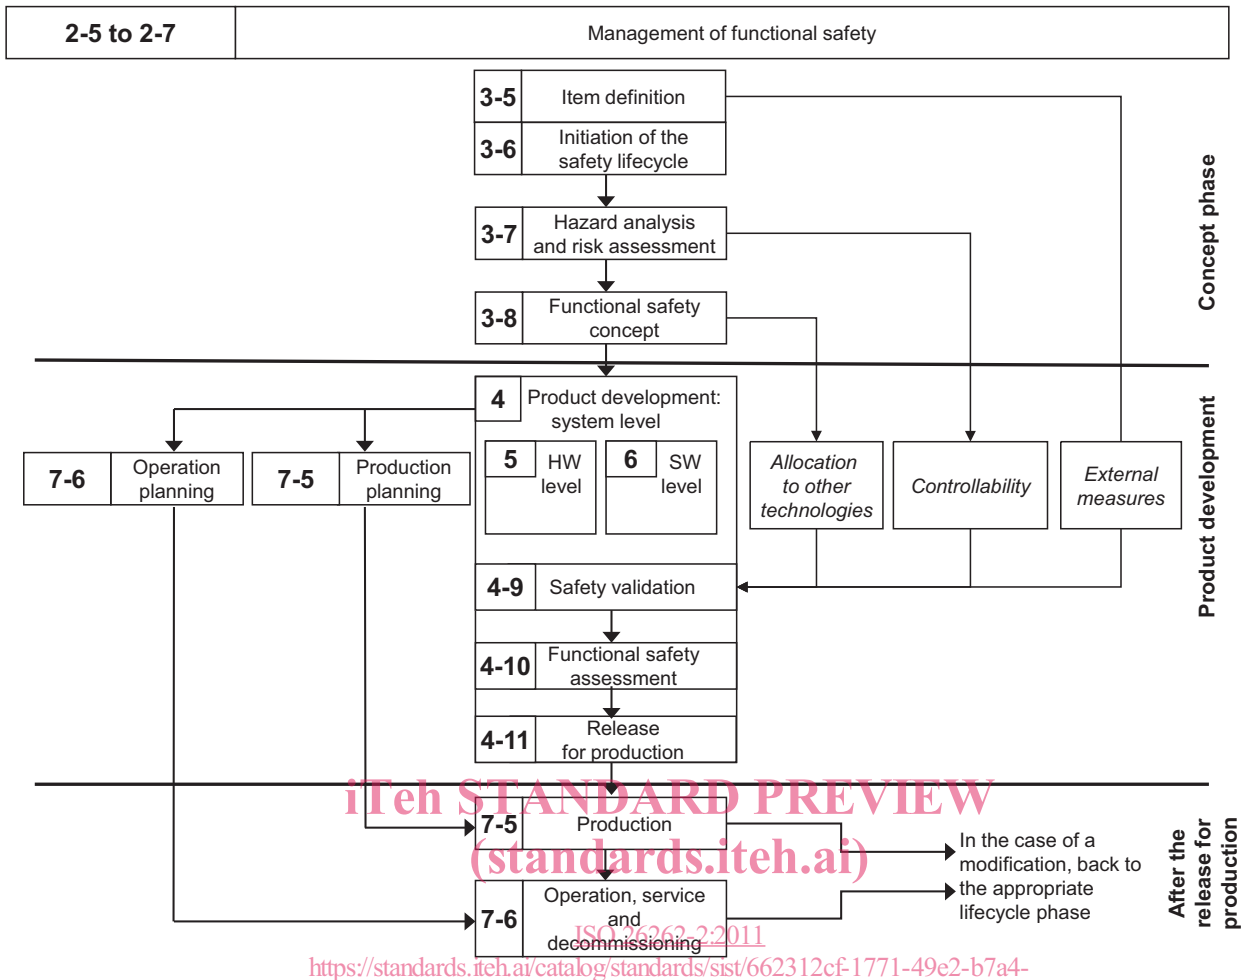 2-5 to 2-7
Management of functional safety
3-5
Item definition
3-6
Initiation of the
safety lifecycle
3-7
Hazard analysis
and risk assessment
3-8
Functional safety
concept
Concept phase
4
Product development:
system level
5
HW
level
6
SW
level
7-6
Operation
planning
7-5
Production
planning
Allocation
to other
technologies
Controllability
External
measures
4-9
Safety validation
4-10
Functional safety
assessment
4-11
Release
for production
Product development
iTeh STANDARD PREVIEW
7-5
Production
(standards.iteh.ai)
7-6
Operation, service
and
decommissioning
In the case of a
modification, back to
the appropriate
lifecycle phase
After the
release for
production
ISO 26262-2:2011
https://standards.iteh.ai/catalog/standards/sist/662312cf-1771-49e2-b7a4-